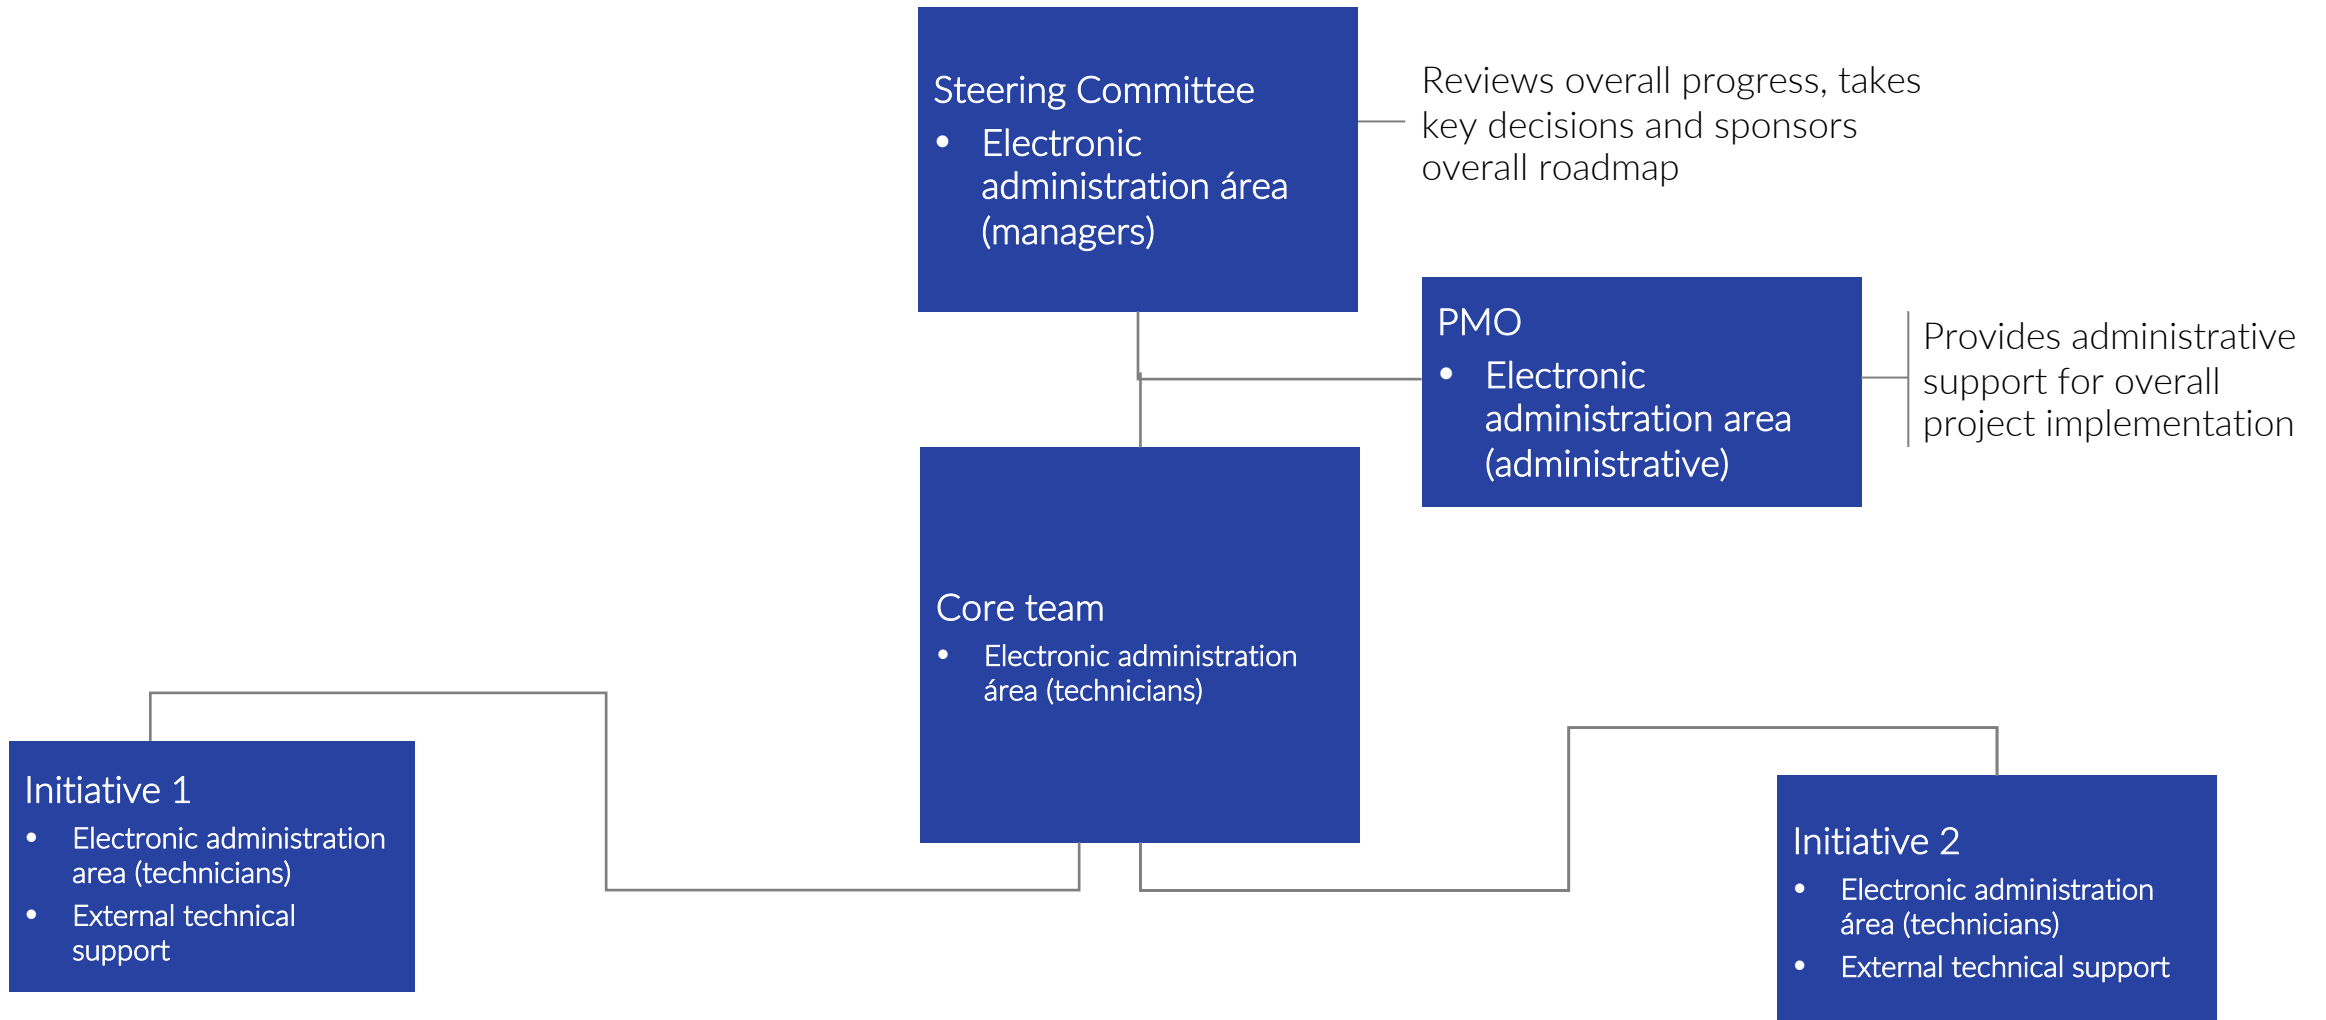 Steering Committee
• Electronic
administration área
(managers)
Reviews overall progress, takes
key decisions and sponsors
overall roadmap
PMO
• Electronic
administration area
(administrative)
Provides administrative
support for overall
project implementation
Core team
• Electronic administration
área (technicians)
Initiative 1
• Electronic administration
area (technicians)
• External technical
support
Initiative 2
• Electronic administration
área (technicians)
• External technical support